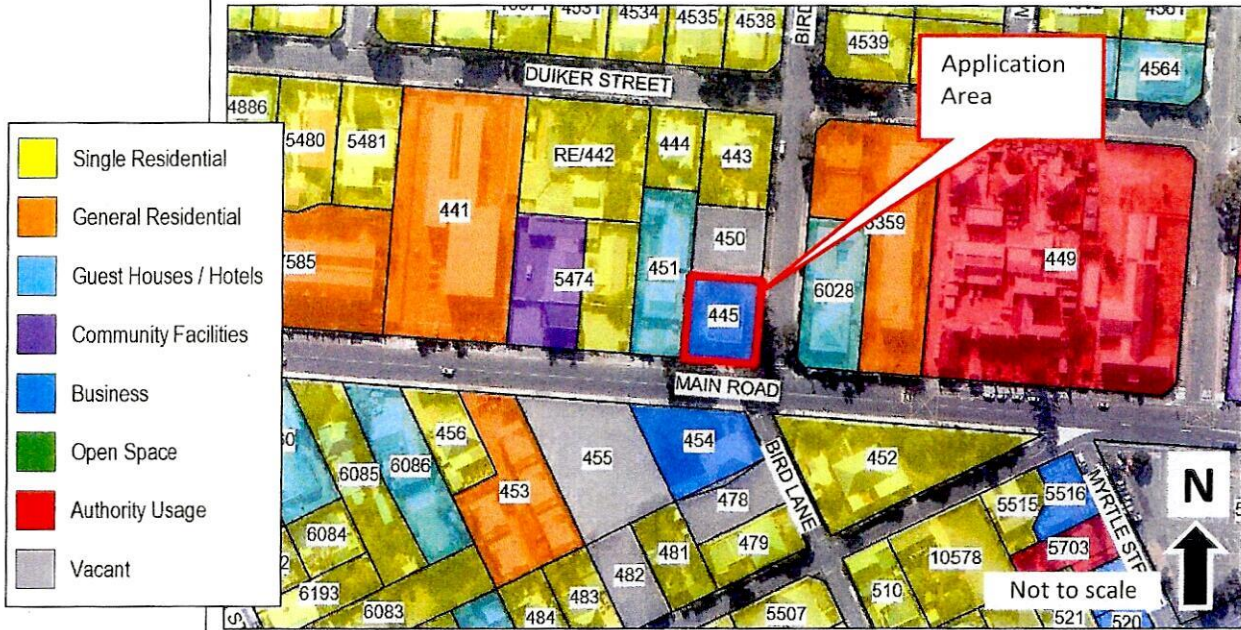 4531
4534
4535
4538
4539
4561
DUIKER STREET
Application
Area
4564
4886
5480
5481
RE/442
444
443
441
450
449
7585
5474
451
6028
445
MAIN ROAD
Single Residential
General Residential
Guest Houses / Hotels
Community Facilities
Business
Open Space
Authority Usage
Vacant
456
454
452
6085
6086
455
453
BIRD LANE
478
5515
5516
MYRTLE
N
6084
481
479
10578
5703
482
510
Not to scale
6193
6083
484
483
5507
521
520